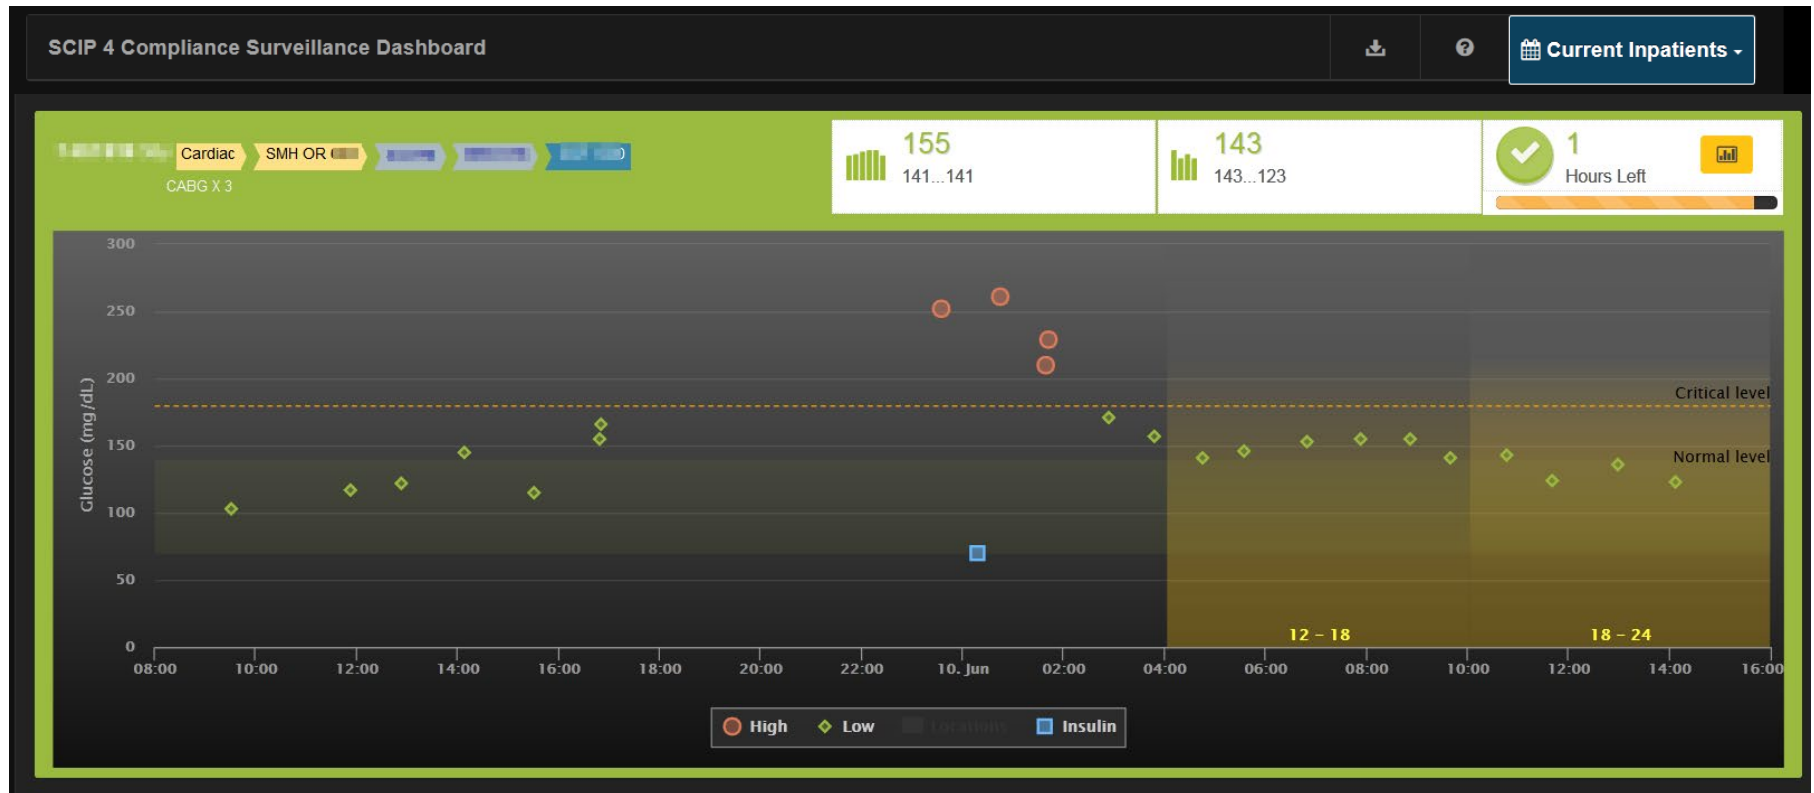 SCIP 4 Compliance Surveillance Dashboard
Current Inpatients
Cardiac
SMH OR
CABG X 3
155
141...141
143
143...123
1
Hours Left
300
250
200
150
100
50
0
Glucose (mg/dL)
Critical level
Normal level
12 – 18
18 – 24
08:00 10:00 12:00 14:00 16:00 18:00 20:00 22:00 10. Jun 02:00 04:00 06:00 08:00 10:00 12:00 14:00 16:00
High Low Locations Insulin